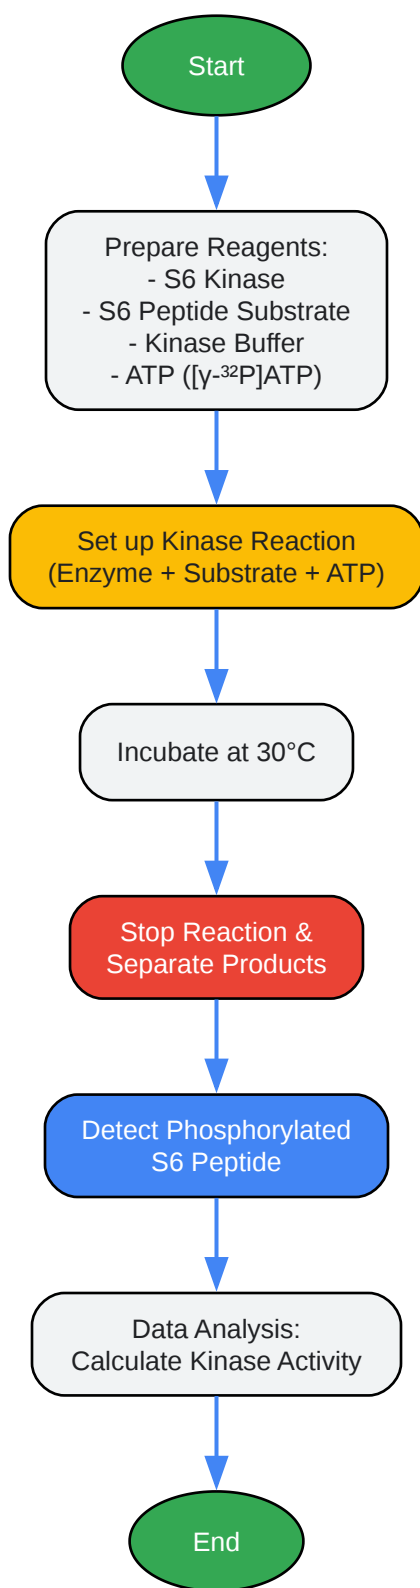 Start
Prepare Reagents:
- S6 Kinase
- S6 Peptide Substrate
- Kinase Buffer
- ATP ([γ-³²P]ATP)
Set up Kinase Reaction
(Enzyme + Substrate + ATP)
Incubate at 30°C
Stop Reaction &
Separate Products
Detect Phosphorylated
S6 Peptide
Data Analysis:
Calculate Kinase Activity
End